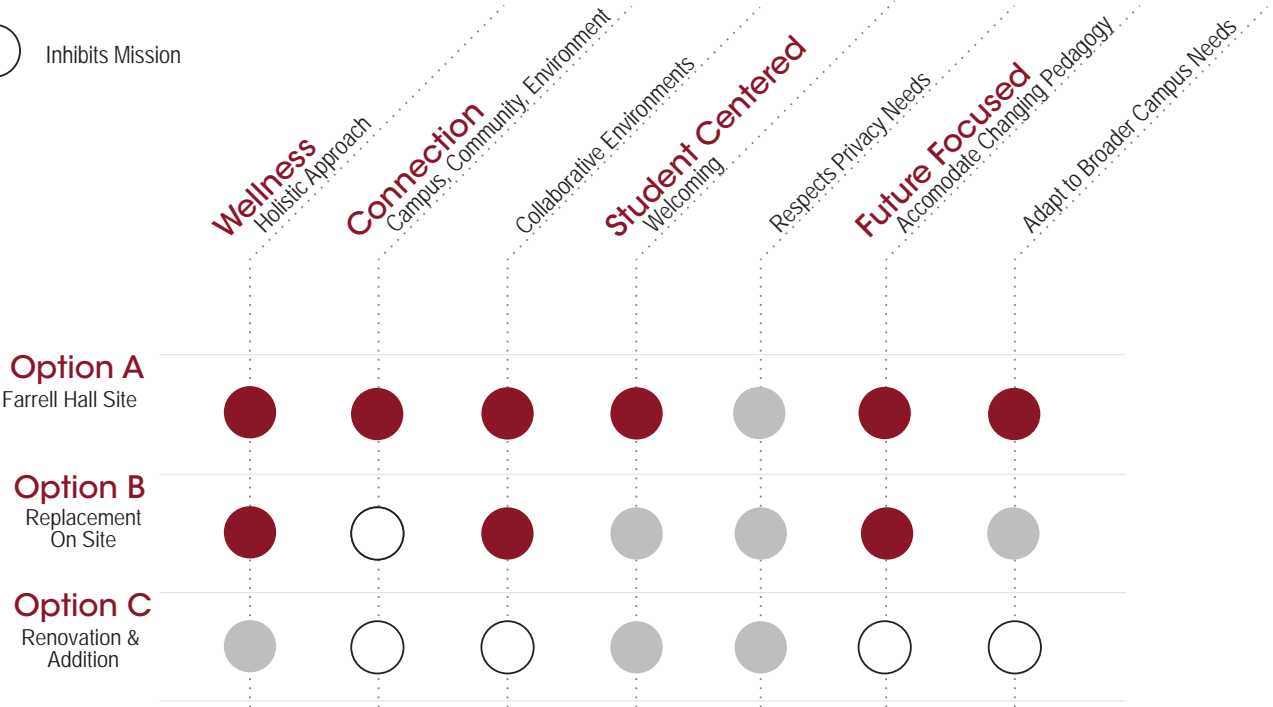 Inhibits Mission
Wellness
Holistic Approach
Connection
Campus, Community, Environment
Collaborative Environments
Student Centered
Welcoming
Respects Privacy Needs
Future Focused
Accomodate Changing Pedagogy
Adapt to Broader Campus Needs
Option A
Farrell Hall Site
Option B
Replacement
On Site
Option C
Renovation &
Addition